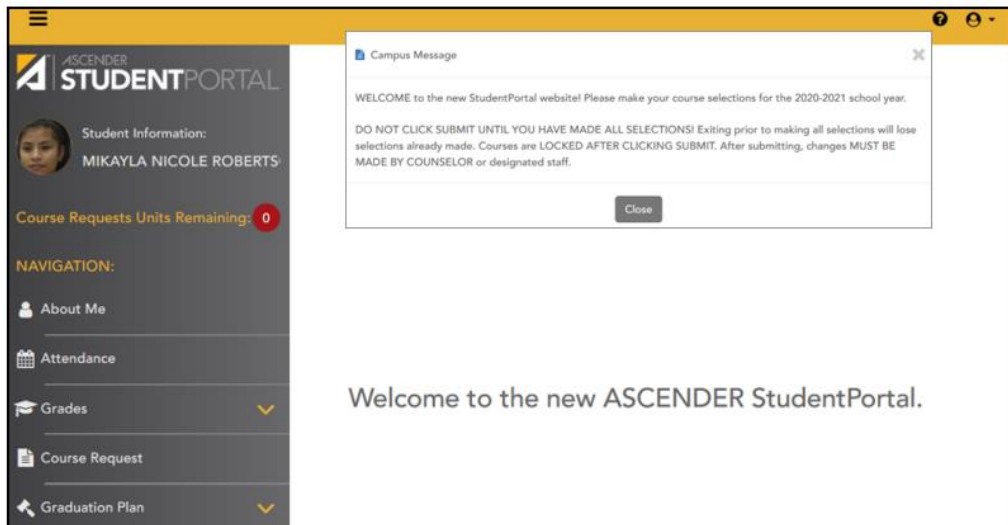 ASCENDER
STUDENTPORTAL
Student Information:
MIKAYLA NICOLE ROBERTS
Course Requests Units Remaining: 0
NAVIGATION:
About Me
Attendance
Grades
Course Request
Graduation Plan
Campus Message
WELCOME to the new StudentPortal website! Please make your course selections for the 2020-2021 school year.
DO NOT CLICK SUBMIT UNTIL YOU HAVE MADE ALL SELECTIONS! Exiting prior to making all selections will lose
selections already made. Courses are LOCKED AFTER CLICKING SUBMIT. After submitting, changes MUST BE
MADE BY COUNSELOR or designated staff.
Close
Welcome to the new ASCENDER StudentPortal.